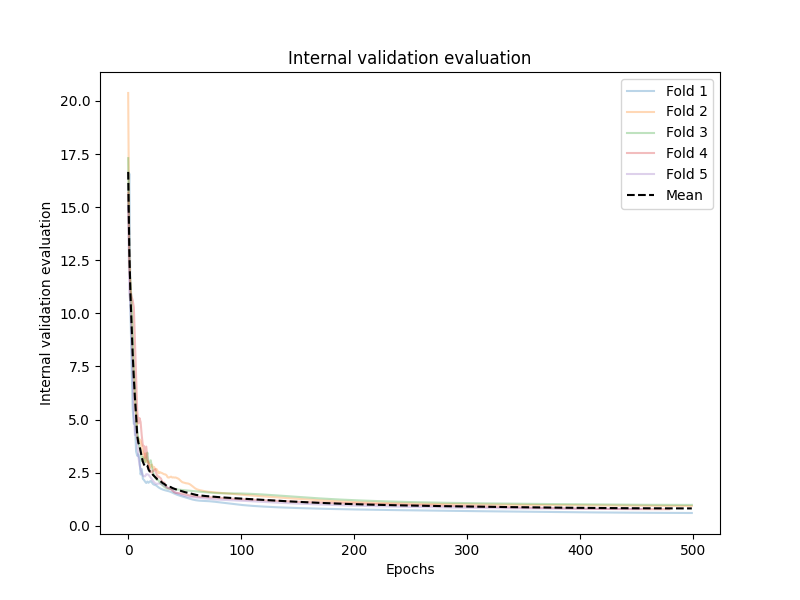 Internal validation evaluation
Internal validation evaluation
20.0
17.5
15.0
12.5
10.0
7.5
5.0
2.5
0.0
Fold 1
Fold 2
Fold 3
Fold 4
Fold 5
Mean
0 100 200 300 400 500
Epochs